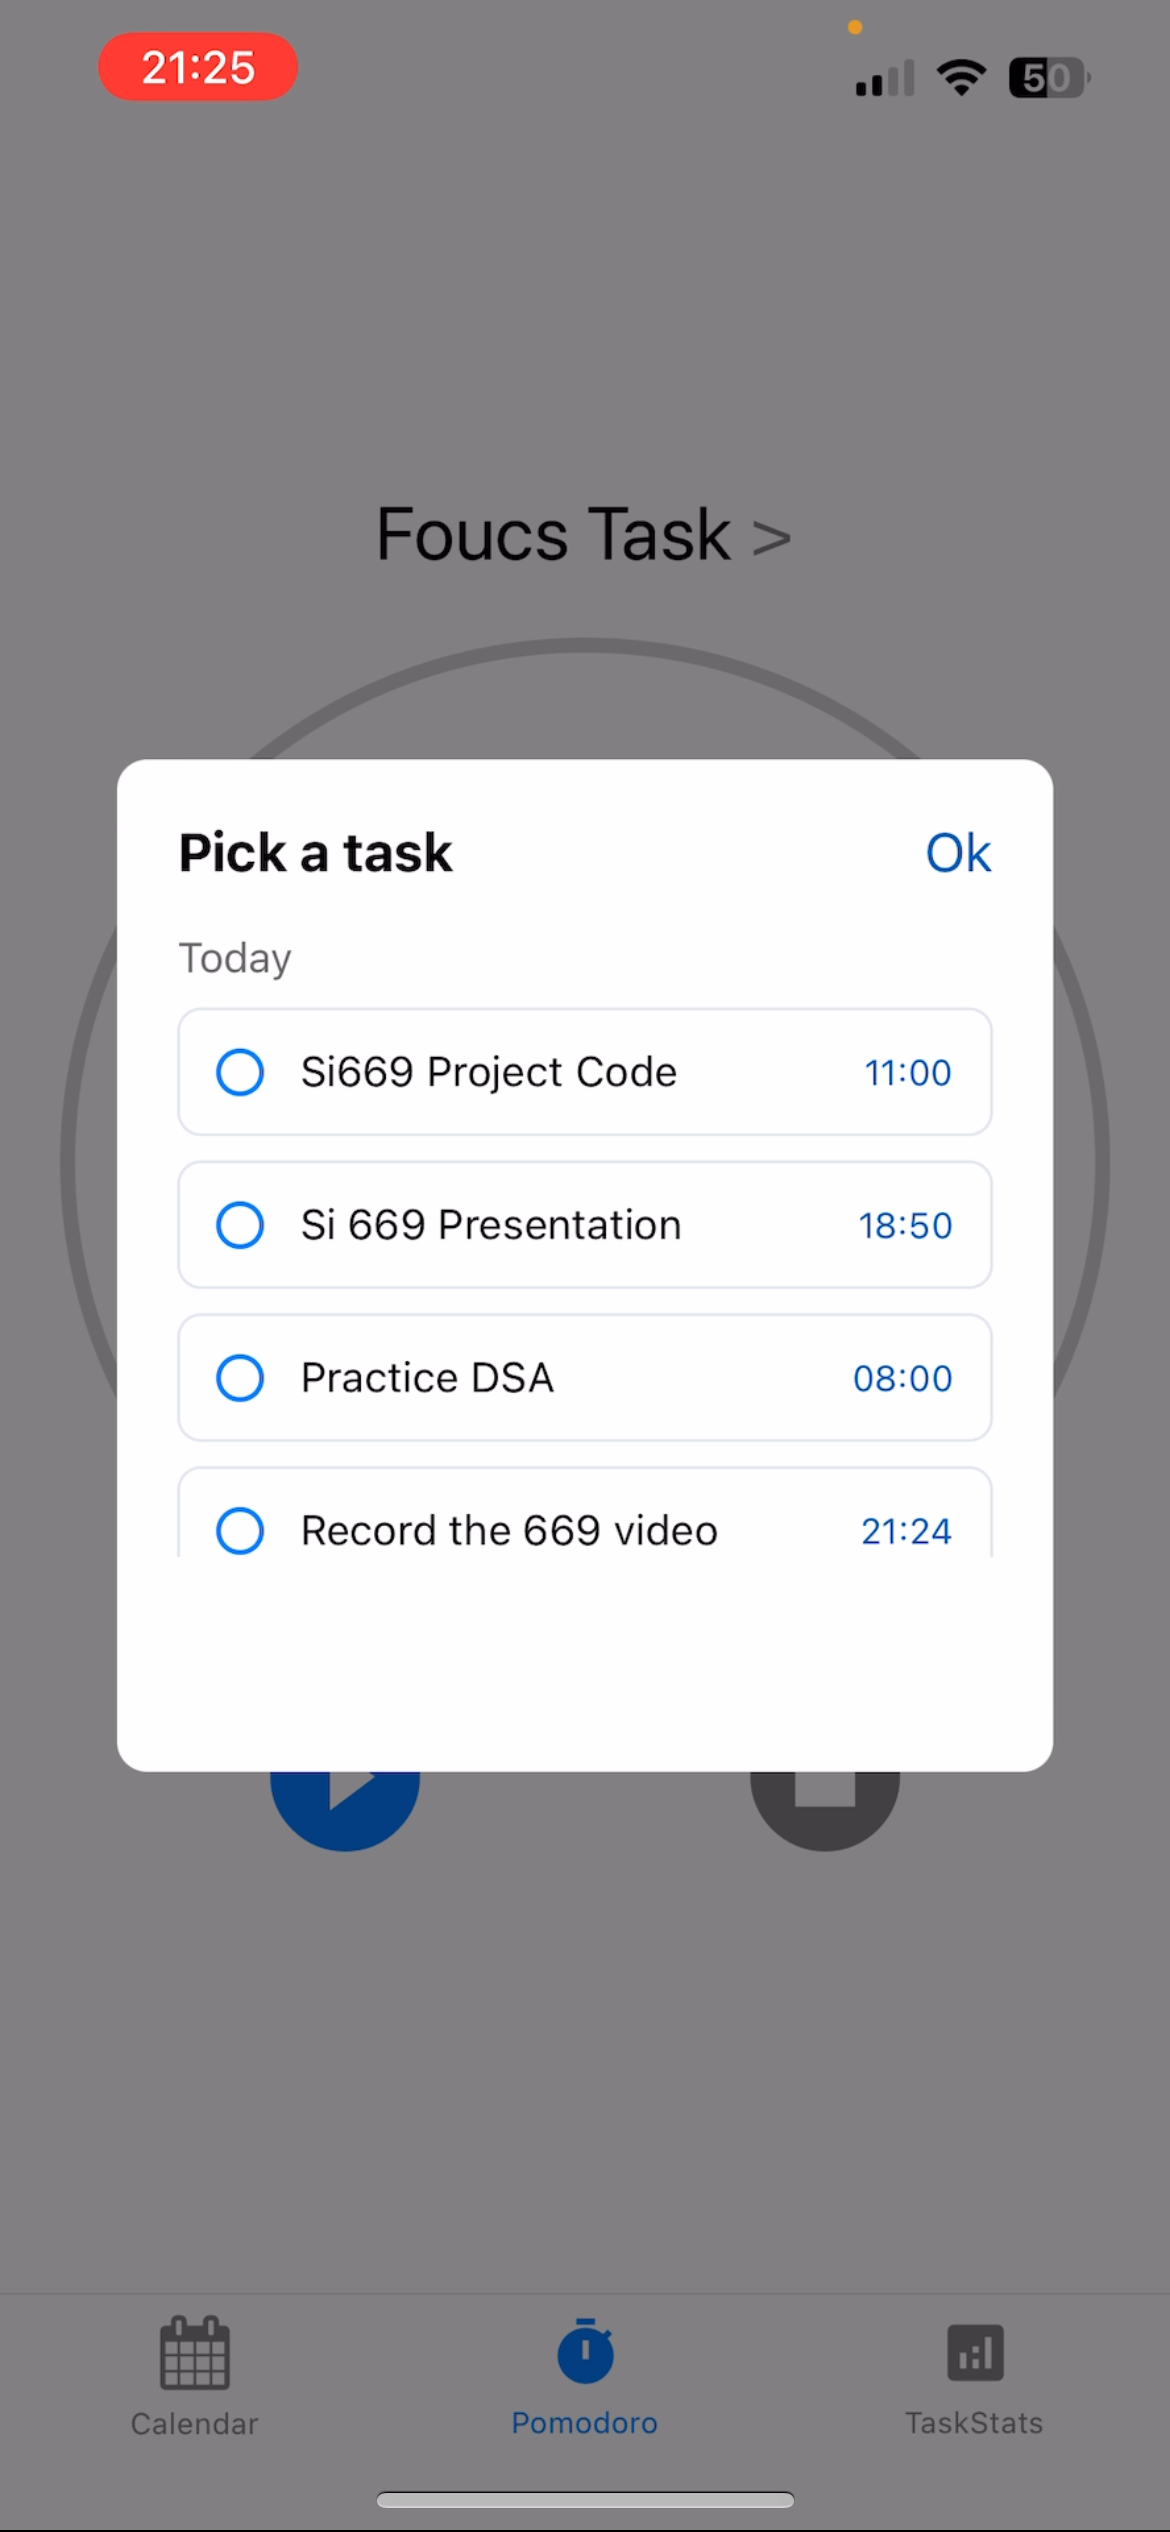 21:25
50
Foucs Task >
Pick a task
Ok
Today
Si669 Project Code
11:00
Si 669 Presentation
18:50
Practice DSA
08:00
Record the 669 video
21:24
Calendar
Pomodoro
TaskStats